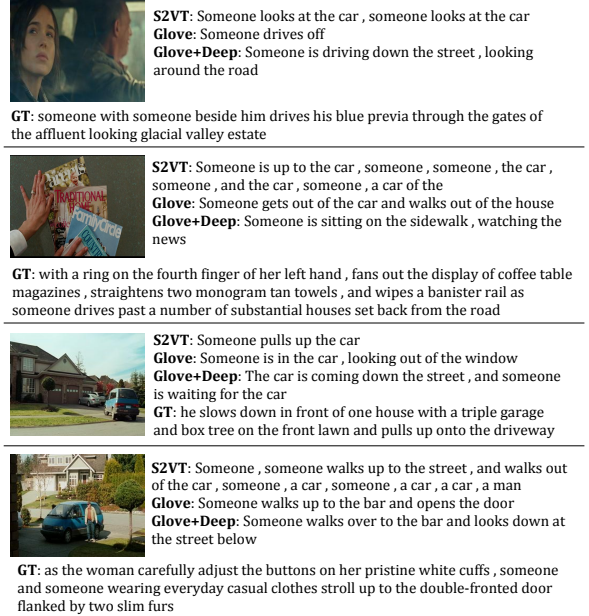 S2VT: Someone looks at the car , someone looks at the car
Glove: Someone drives off
Glove+Deep: Someone is driving down the street , looking
around the road
GT: someone with someone beside him drives his blue previa through the gates of
the affluent looking glacial valley estate
TRADITIONAL
FamilyCircle
S2VT: Someone is up to the car , someone , someone , the car ,
someone , and the car , someone , a car of the
Glove: Someone gets out of the car and walks out of the house
Glove+Deep: Someone is sitting on the sidewalk , watching the
news
GT: with a ring on the fourth finger of her left hand , fans out the display of coffee table
magazines , straightens two monogram tan towels , and wipes a banister rail as
someone drives past a number of substantial houses set back from the road
S2VT: Someone pulls up the car
Glove: Someone is in the car , looking out of the window
Glove+Deep: The car is coming down the street , and someone
is waiting for the car
GT: he slows down in front of one house with a triple garage
and box tree on the front lawn and pulls up onto the driveway
S2VT: Someone , someone walks up to the street , and walks out
of the car , someone , a car , someone , a car , a car , a man
Glove: Someone walks up to the bar and opens the door
Glove+Deep: Someone walks over to the bar and looks down at
the street below
GT: as the woman carefully adjust the buttons on her pristine white cuffs , someone
and someone wearing everyday casual clothes stroll up to the double-fronted door
flanked by two slim furs